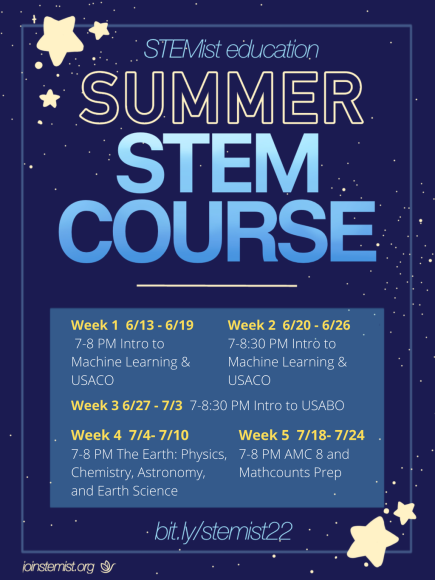 STEMist education
SUMMER
STEM
COURSE
Week 1 6/13 - 6/19
7-8 PM Intro to
Machine Learning &
USACO
Week 2 6/20 - 6/26
7-8:30 PM Intro to
Machine Learning &
USACO
Week 3 6/27 - 7/3 7-8:30 PM Intro to USABO
Week 4 7/4- 7/10
7-8 PM The Earth: Physics,
Chemistry, Astronomy,
and Earth Science
Week 5 7/18- 7/24
7-8 PM AMC 8 and
Mathcounts Prep
bit.ly/stemist22
joinstemist.org